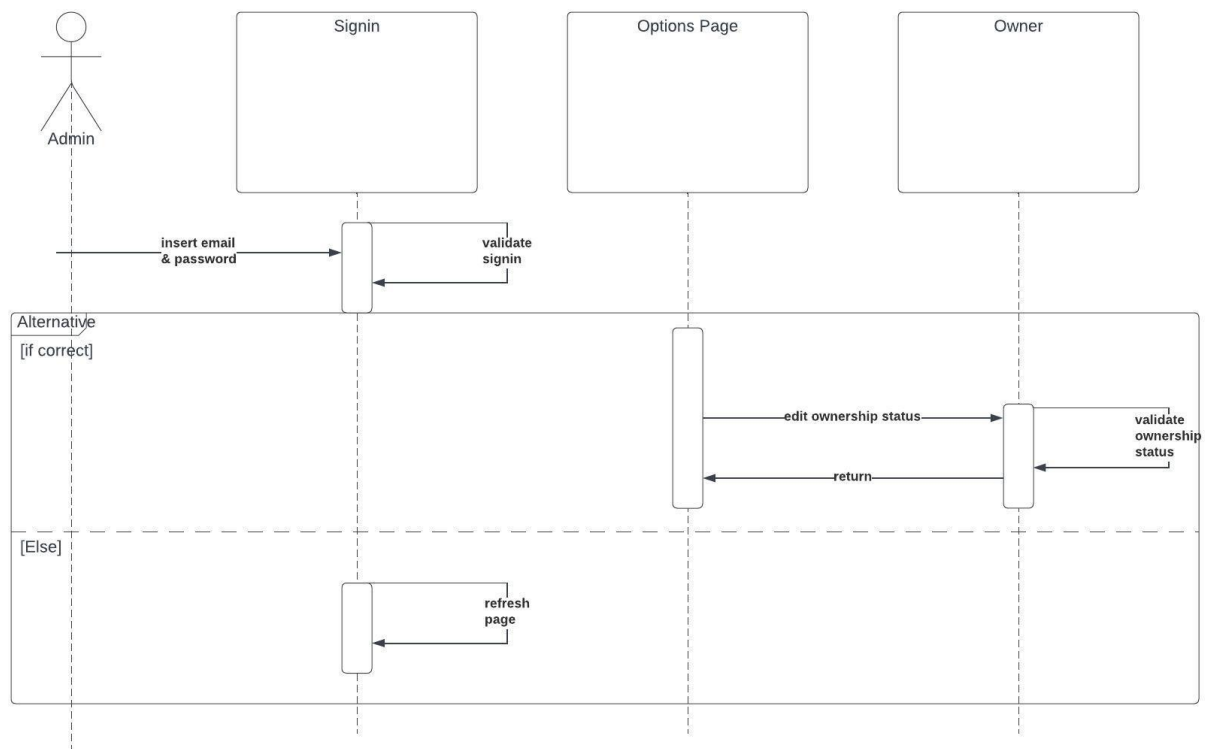 Signin
Options Page
Owner
Admin
insert email
& password
validate
signin
Alternative
[if correct]
edit ownership status
validate
ownership
status
return
[Else]
refresh
page